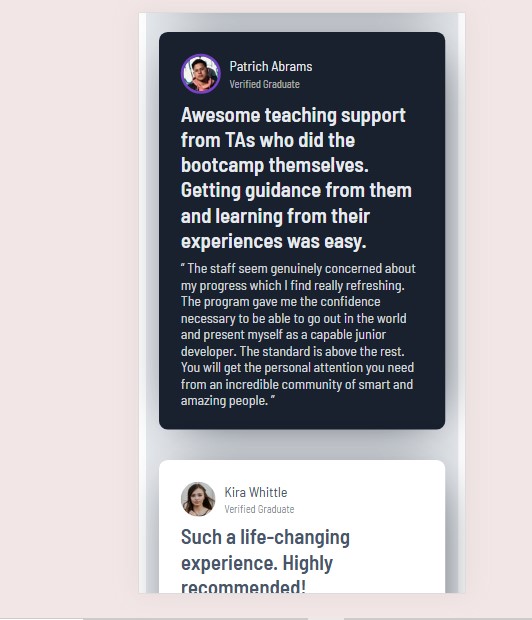 Patrich Abrams
Verified Graduate
Awesome teaching support
from TAs who did the
bootcamp themselves.
Getting guidance from them
and learning from their
experiences was easy.
“ The staff seem genuinely concerned about
my progress which I find really refreshing.
The program gave me the confidence
necessary to be able to go out in the world
and present myself as a capable junior
developer. The standard is above the rest.
You will get the personal attention you need
from an incredible community of smart and
amazing people. ”
Kira Whittle
Verified Graduate
Such a life-changing
experience. Highly
recommended!